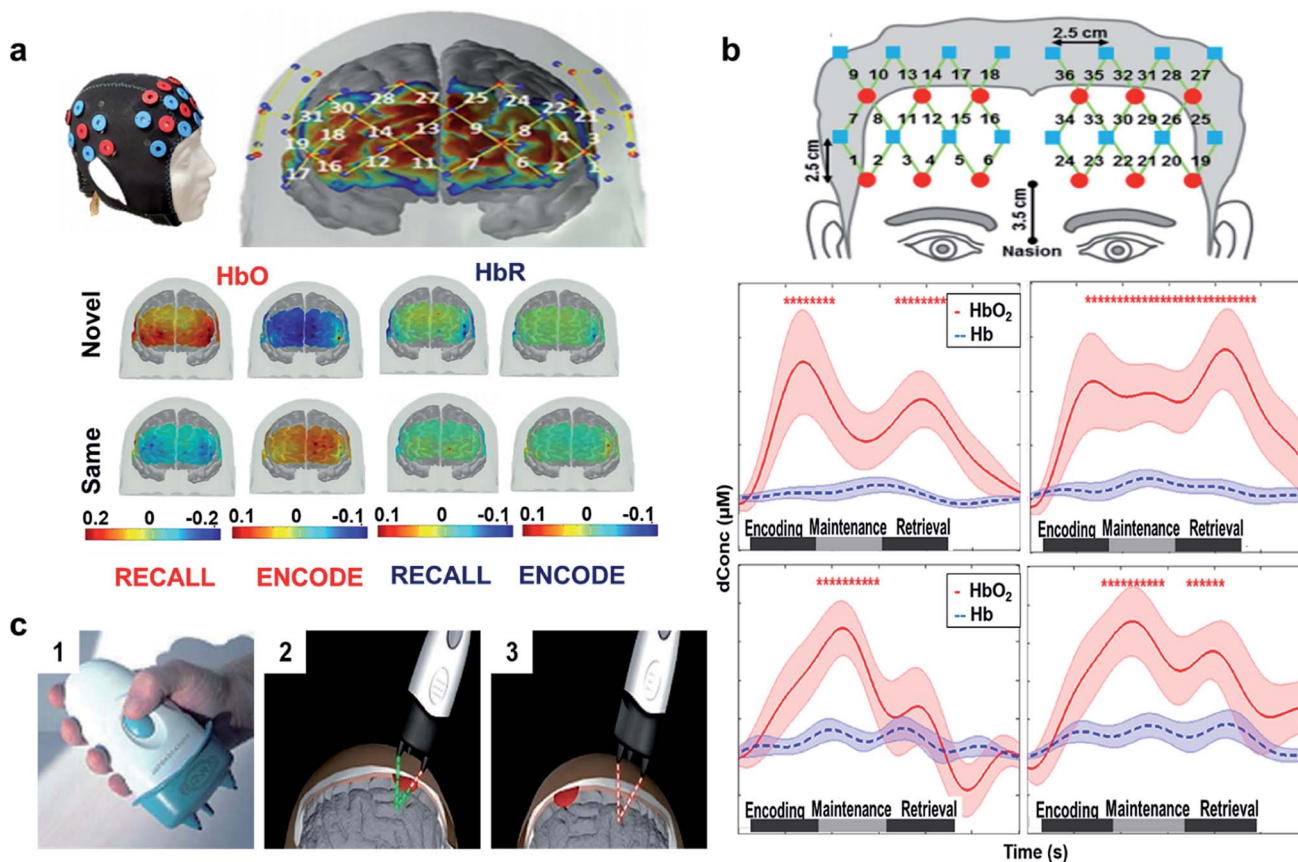 a
28 27 25 24
30 22
31 21
18 14 13 9 8 4 3
19
16 12 11 7 6 2 1
17
HbO HbR
Novel
Same
0.2 0 -0.2 0.1 0 -0.1 0.1 0 -0.1 0.1 0 -0.1
RECALL ENCODE RECALL ENCODE
b
2.5 cm
9 10 13 14 17 18 36 35 32 31 28 27
7 8 11 12 15 16 34 33 30 29 26 25
2.5 cm
1 2 3 4 5 6 24 23 22 21 20 19
3.5 cm
Nasion
********* **********
HbO₂
Hb
******************************
Encoding Maintenance Retrieval
Encoding Maintenance Retrieval
dConc (µM)
**********
HbO₂
Hb
********** ******
Encoding Maintenance Retrieval
Encoding Maintenance Retrieval
Time (s)
c
1
2
3